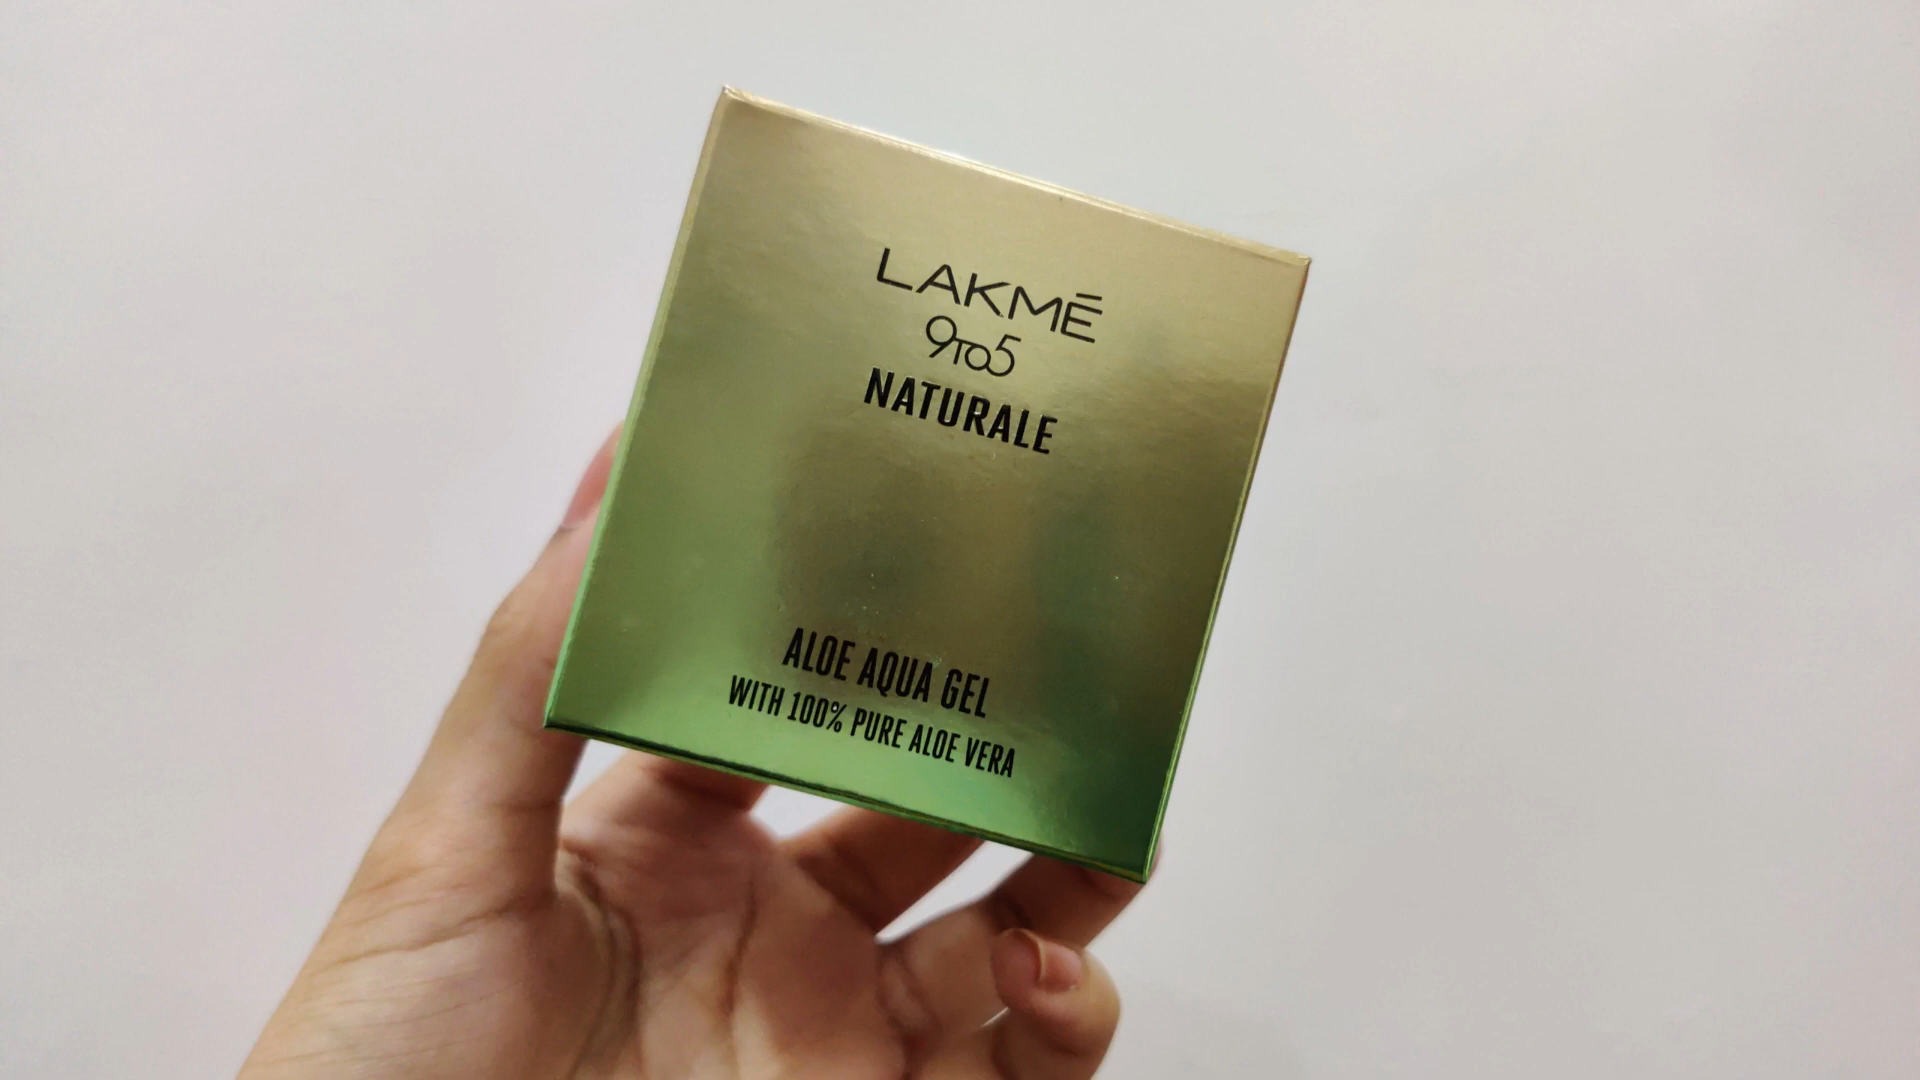 LAKMÉ
9TO5
NATURALE
ALOE AQUA GEL
WITH 100% PURE ALOE VERA